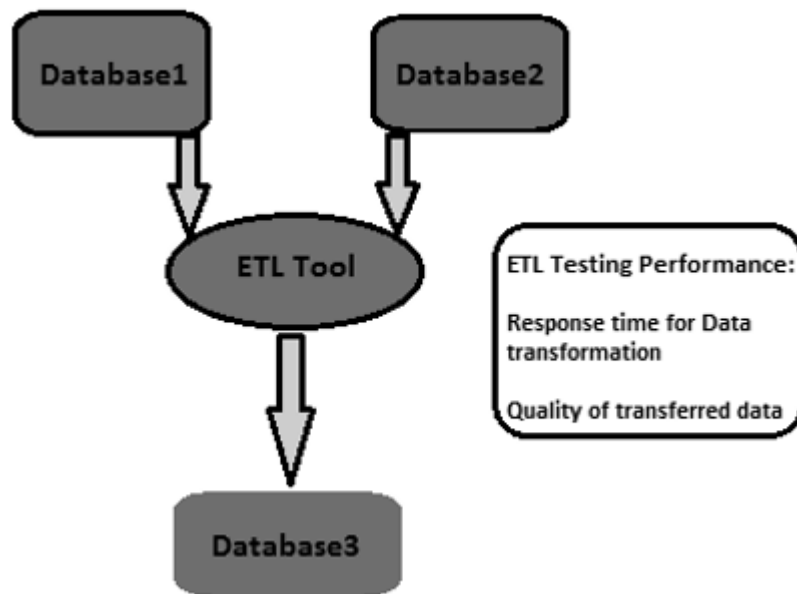 Database1
Database2
ETL Tool
ETL Testing Performance:
Response time for Data
transformation
Quality of transferred data
Database3